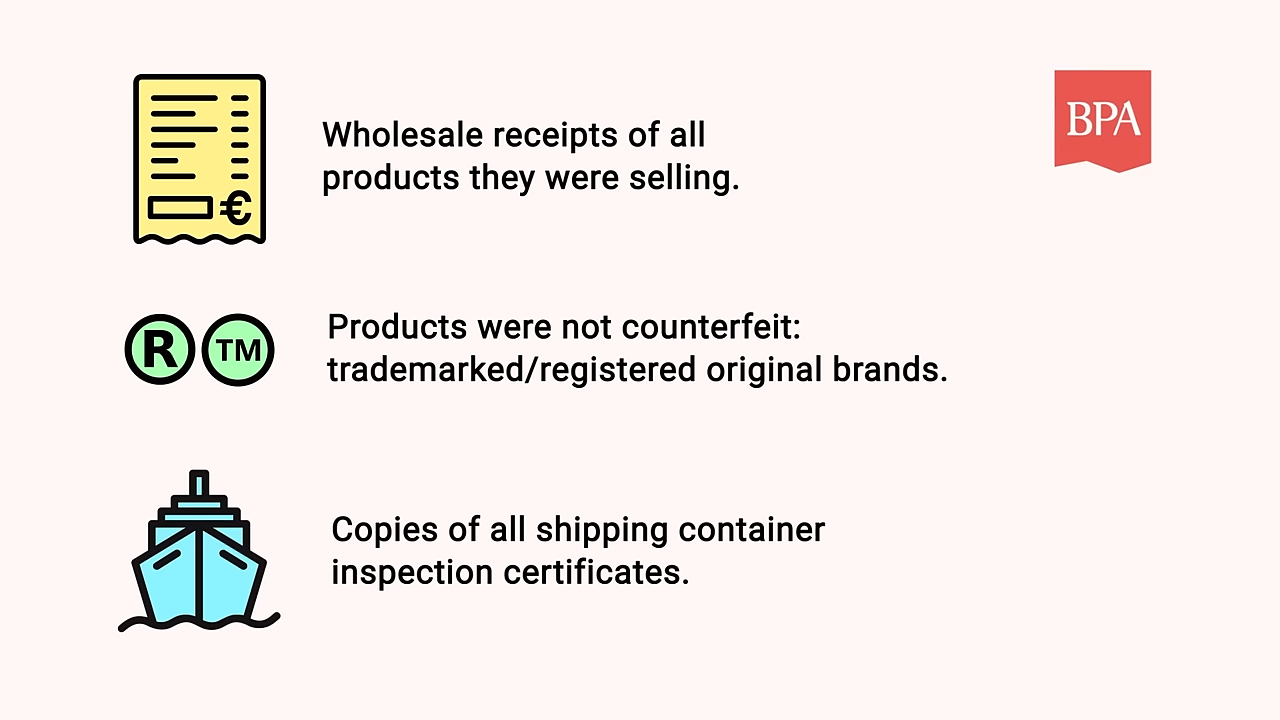 BPA
Wholesale receipts of all
products they were selling.
€
Products were not counterfeit:
trademarked/registered original brands.
R TM
Copies of all shipping container
inspection certificates.